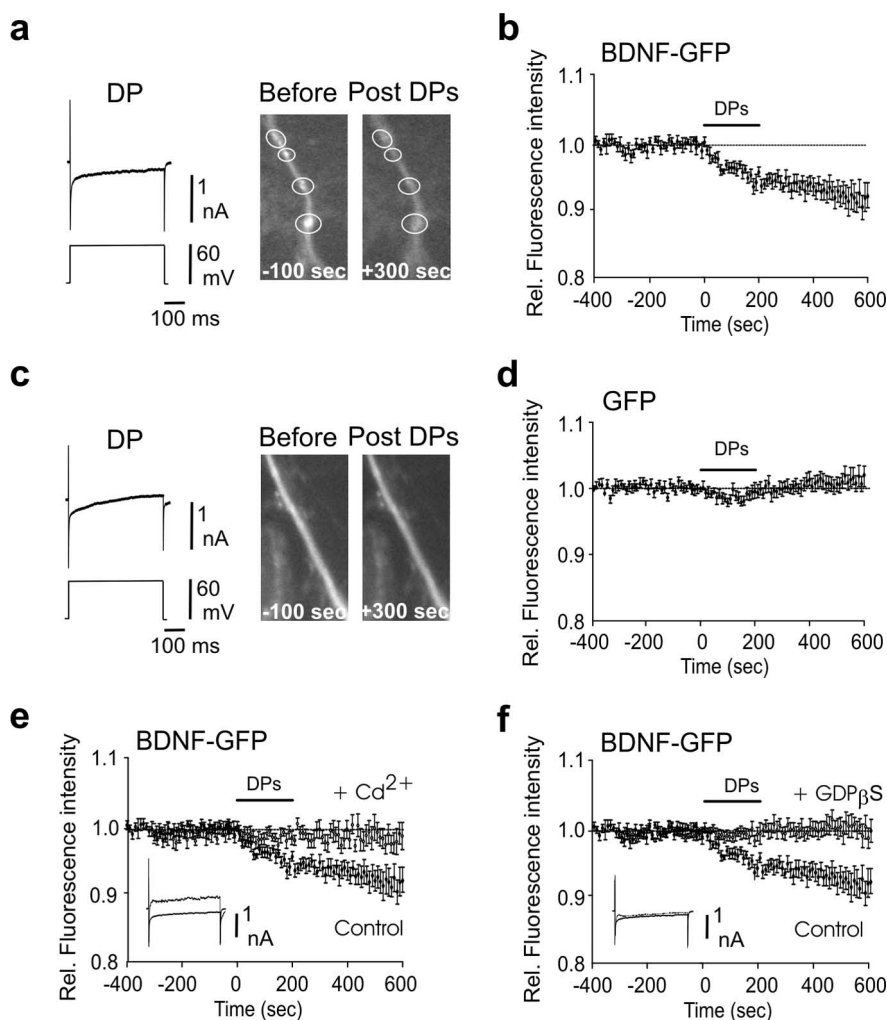 a
DP
Before Post DPs
1
nA
60
mV
100 ms
-100 sec
+300 sec
b
BDNF-GFP
DPs
Rel. Fluorescence intensity
1.1
1.0
0.9
0.8
-400 -200 0 200 400 600
Time (sec)
c
DP
Before Post DPs
1
nA
60
mV
100 ms
-100 sec
+300 sec
d
GFP
DPs
Rel. Fluorescence intensity
1.1
1.0
0.9
0.8
-400 -200 0 200 400 600
Time (sec)
e
BDNF-GFP
DPs
+ Cd²⁺
Rel. Fluorescence intensity
1.1
1.0
0.9
0.8
1
nA
Control
-400 -200 0 200 400 600
Time (sec)
f
BDNF-GFP
DPs
+ GDPβS
Rel. Fluorescence intensity
1.1
1.0
0.9
0.8
1
nA
Control
-400 -200 0 200 400 600
Time (sec)